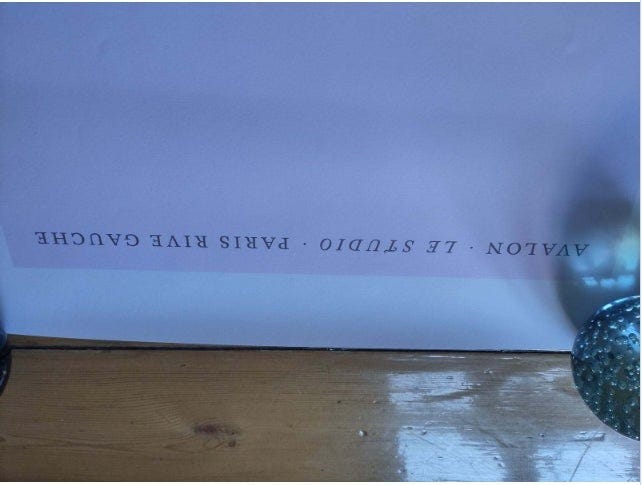 AVALON · LE STUDIO · PARIS RIVE GAUCHE